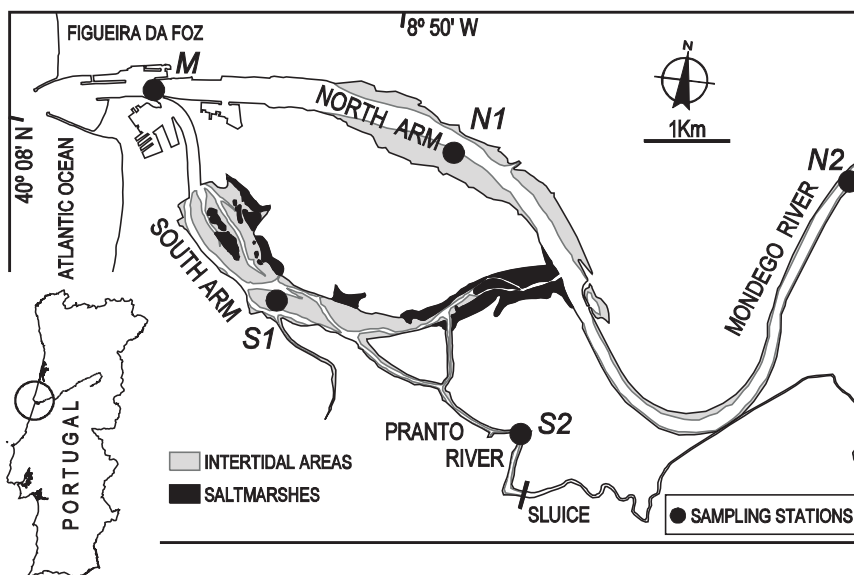 FIGUEIRA DA FOZ
8º 50' W
M
N
NORTH ARM
N1
1Km
N2
40º 08' N
ATLANTIC OCEAN
SOUTH ARM
MONDEGO RIVER
S1
PRANTO
RIVER
S2
PORTUGAL
INTERTIDAL AREAS
SALTMARSHES
SLUICE
SAMPLING STATIONS